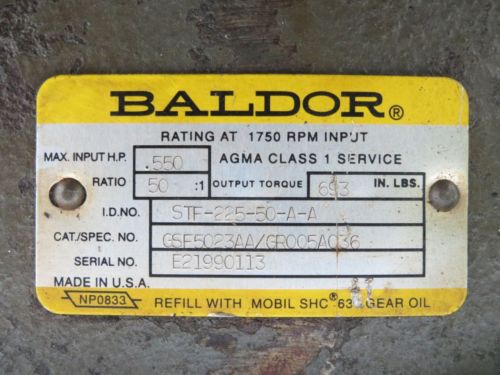 BALDOR®
RATING AT 1750 RPM INPUT
MAX. INPUT H.P. .550 AGMA CLASS 1 SERVICE
RATIO 50 :1 OUTPUT TORQUE 693 IN. LBS.
I.D.NO. STF-225-50-A-A
CAT./SPEC. NO. GSF5023AA/GR005A036
SERIAL NO. E21990113
MADE IN U.S.A.
NP0833 REFILL WITH MOBIL SHC® GEAR OIL